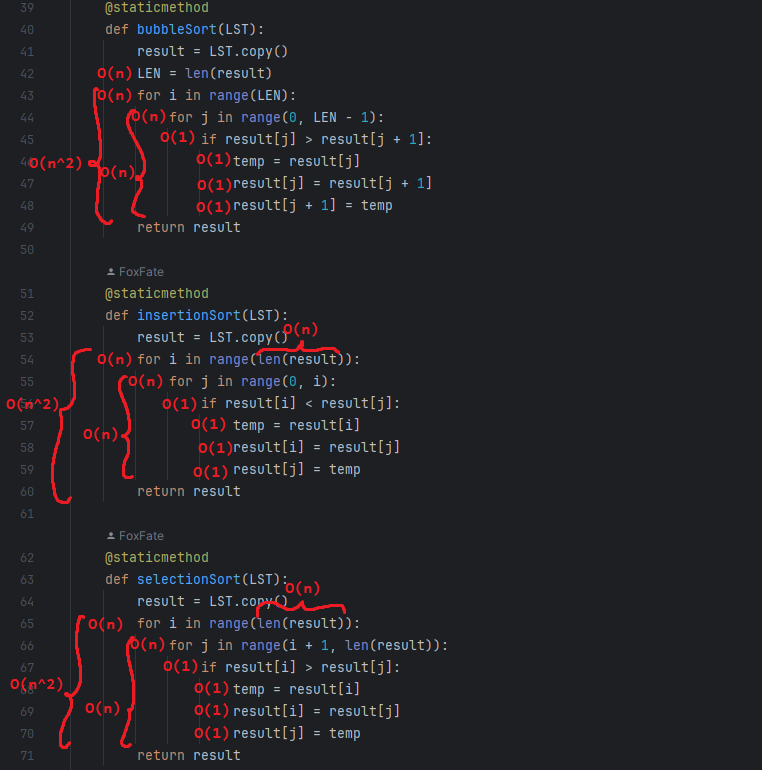 39 @staticmethod
40 def bubbleSort(LST):
41 result = LST.copy()
42 O(n) LEN = len(result)
43 O(n) for i in range(LEN):
44 O(n) for j in range(0, LEN - 1):
45 O(1) if result[j] > result[j + 1]:
O(n^2) O(1) temp = result[j]
O(n)
47 O(1) result[j] = result[j + 1]
48 O(1) result[j + 1] = temp
49 return result
50
FoxFate
51 @staticmethod
52 def insertionSort(LST):
53 result = LST.copy() O(n)
54 O(n) for i in range(len(result)):
55 O(n) for j in range(0, i):
O(n^2) O(1) if result[i] < result[j]:
57 O(1) temp = result[i]
O(n)
58 O(1) result[i] = result[j]
59 O(1) result[j] = temp
60 return result
61
FoxFate
62 @staticmethod
63 def selectionSort(LST):
O(n)
64 result = LST.copy()
65 O(n) for i in range(len(result)):
66 O(n) for j in range(i + 1, len(result)):
67 O(1) if result[i] > result[j]:
O(n^2) O(1) temp = result[i]
69 O(n) O(1) result[i] = result[j]
70 O(1) result[j] = temp
71 return result